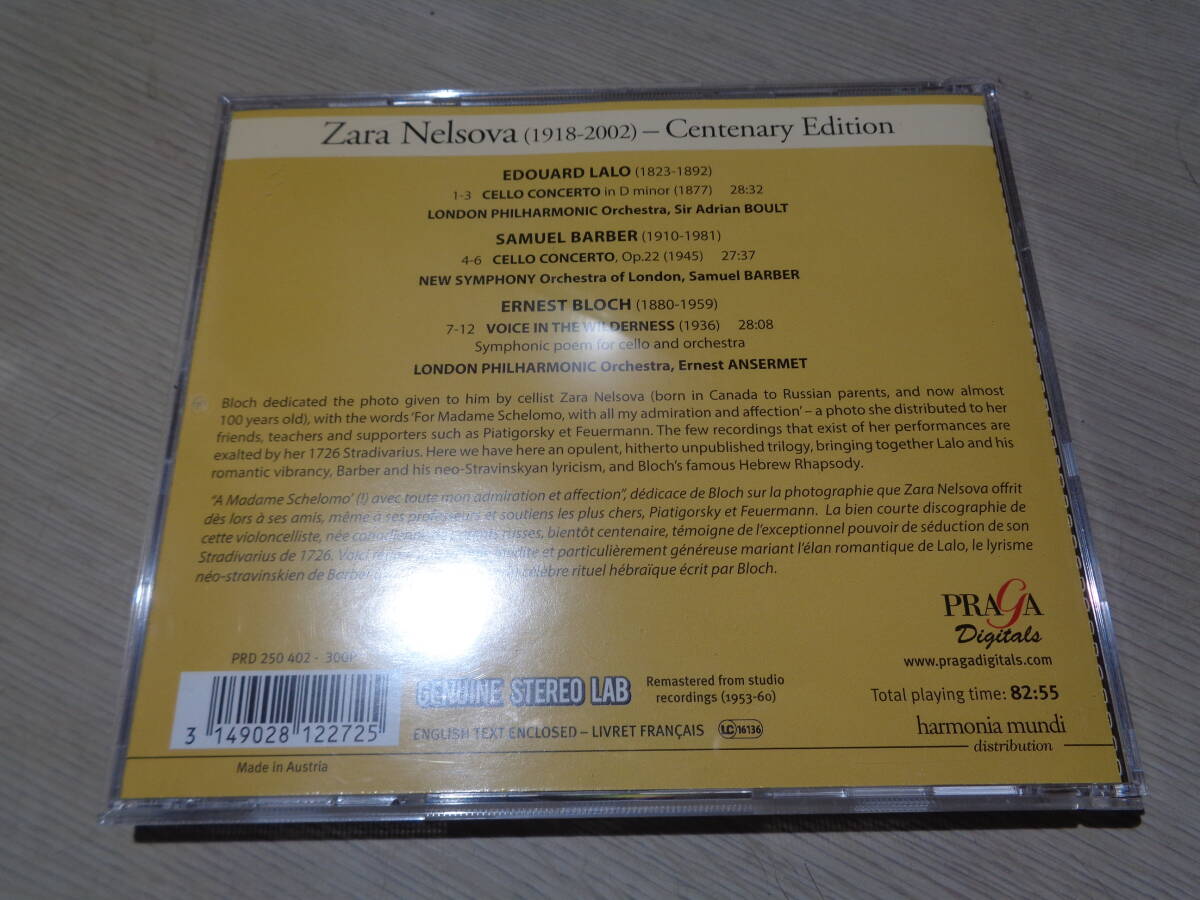 Zara Nelsova (1918-2002) – Centenary Edition
EDOUARD LALO (1823-1892)
1-3 CELLO CONCERTO in D minor (1877) 28:32
LONDON PHILHARMONIC Orchestra, Sir Adrian BOULT
SAMUEL BARBER (1910-1981)
4-6 CELLO CONCERTO, Op.22 (1945) 27:37
NEW SYMPHONY Orchestra of London, Samuel BARBER
ERNEST BLOCH (1880-1959)
7-12 VOICE IN THE WILDERNESS (1936) 28:08
Symphonic poem for cello and orchestra
LONDON PHILHARMONIC Orchestra, Ernest ANSERMET
Bloch dedicated the photo given to him by cellist Zara Nelsova (born in Canada to Russian parents, and now almost
100 years old), with the words 'For Madame Schelomo, with all my admiration and affection' – a photo she distributed to her
friends, teachers and supporters such as Piatigorsky et Feuermann. The few recordings that exist of her performances are
exalted by her 1726 Stradivarius. Here we have here an opulent, hitherto unpublished trilogy, bringing together Lalo and his
romantic vibrancy, Barber and his neo-Stravinskyan lyricism, and Bloch's famous Hebrew Rhapsody.
"A Madame Schelomo' (!) avec toute mon admiration et affection", dédicace de Bloch sur la photographie que Zara Nelsova offrit
dès lors à ses amis, même à ses professeurs et soutiens les plus chers, Piatigorsky et Feuermann. La bien courte discographie de
cette violoncelliste, née canadienne de parents russes, bientôt centenaire, témoigne de l'exceptionnel pouvoir de séduction de son
Stradivarius de 1726. Voici et particulièrement généreuse mariant l'élan romantique de Lalo, le lyrisme
néo-stravinskien de Barber célèbre rituel hébraïque écrit par Bloch.
PRAGA
Digitals
www.pragadigitals.com
PRD 250 402 - 300P
3 149028 122725
GENUINE STEREO LAB
Remastered from studio
recordings (1953-60)
Total playing time: 82:55
ENGLISH TEXT ENCLOSED – LIVRET FRANÇAIS
LC 16136
harmonia mundi
distribution
Made in Austria